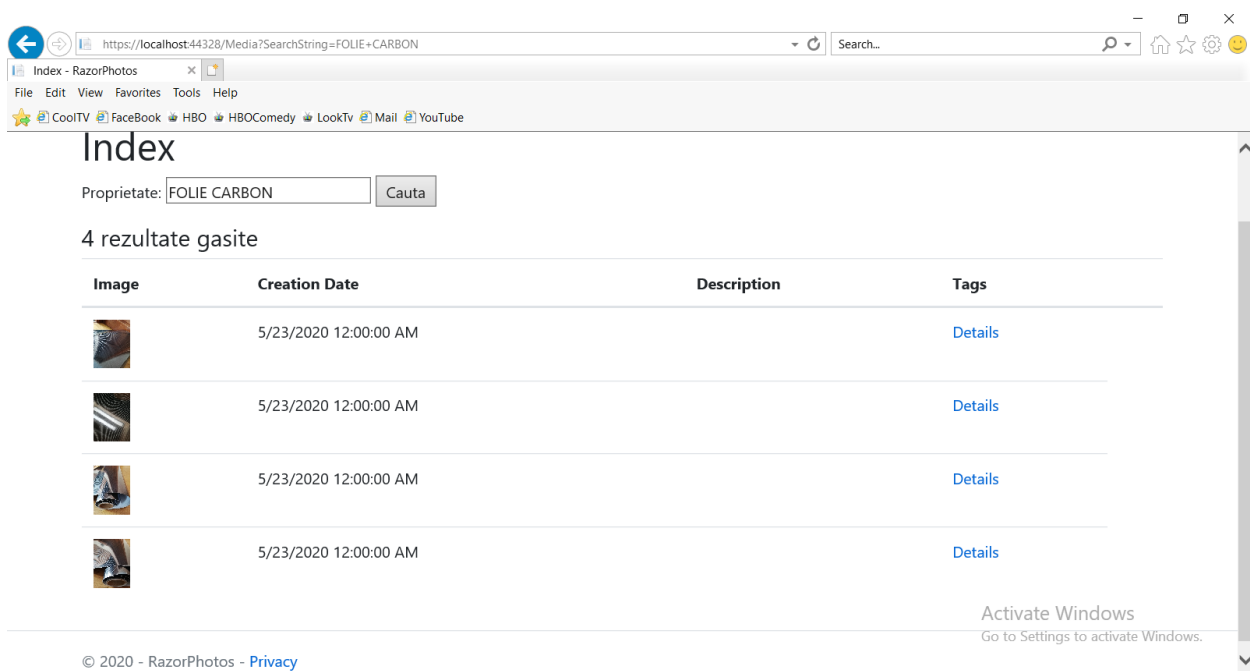 https://localhost:44328/Media?SearchString=FOLIE+CARBON
Search...
Index - RazorPhotos
File Edit View Favorites Tools Help
CoolTV FaceBook HBO HBOComedy LookTv Mail YouTube
Index
Proprietate: FOLIE CARBON Cauta
4 rezultate gasite
Image Creation Date Description Tags
5/23/2020 12:00:00 AM Details
5/23/2020 12:00:00 AM Details
5/23/2020 12:00:00 AM Details
5/23/2020 12:00:00 AM Details
Activate Windows
Go to Settings to activate Windows.
© 2020 - RazorPhotos - Privacy